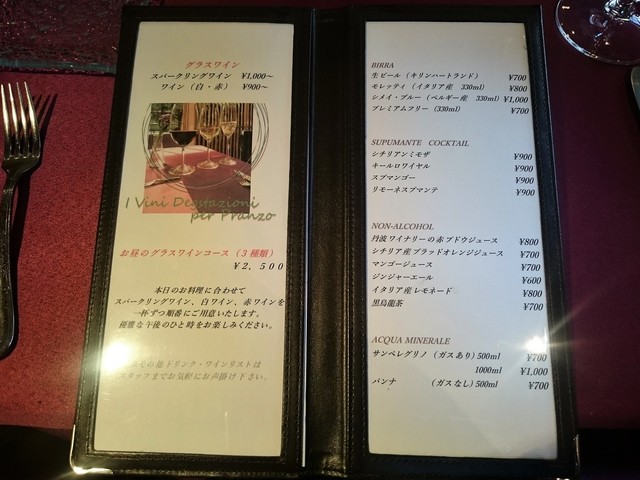 グラスワイン
スパークリングワイン ¥1,000～
ワイン（白・赤） ¥900～
I Vini Degstazioni
per Pranzo
お昼のグラスワインコース（３種類）
¥２，５００
本日のお料理に合わせて
スパークリングワイン、白ワイン、赤ワインを
一杯ずつ順番にご用意いたします。
優雅な午後のひと時をお楽しみください。
その他ドリンク・ワインリストは
スタッフまでお気軽にお声掛け下さい。
BIRRA
生ビール（キリンハートランド） ¥700
モレッティ（イタリア産 330ml） ¥800
シメイ・ブルー（ベルギー産 330ml） ¥1,000
プレミアムフリー（330ml） ¥700
SUPUMANTE COCKTAIL
シチリアンミモザ ¥900
キールロワイヤル ¥900
スプマンゴー ¥900
リモーネスプマンテ ¥900
NON-ALCOHOL
丹波ワイナリーの赤ブドウジュース ¥800
シチリア産ブラッドオレンジジュース ¥700
マンゴージュース ¥700
ジンジャーエール ¥600
イタリア産レモネード ¥800
黒烏龍茶 ¥700
ACQUA MINERALE
サンペレグリノ （ガスあり) 500ml ¥700
1000ml ¥1,000
パンナ （ガスなし) 500ml ¥700